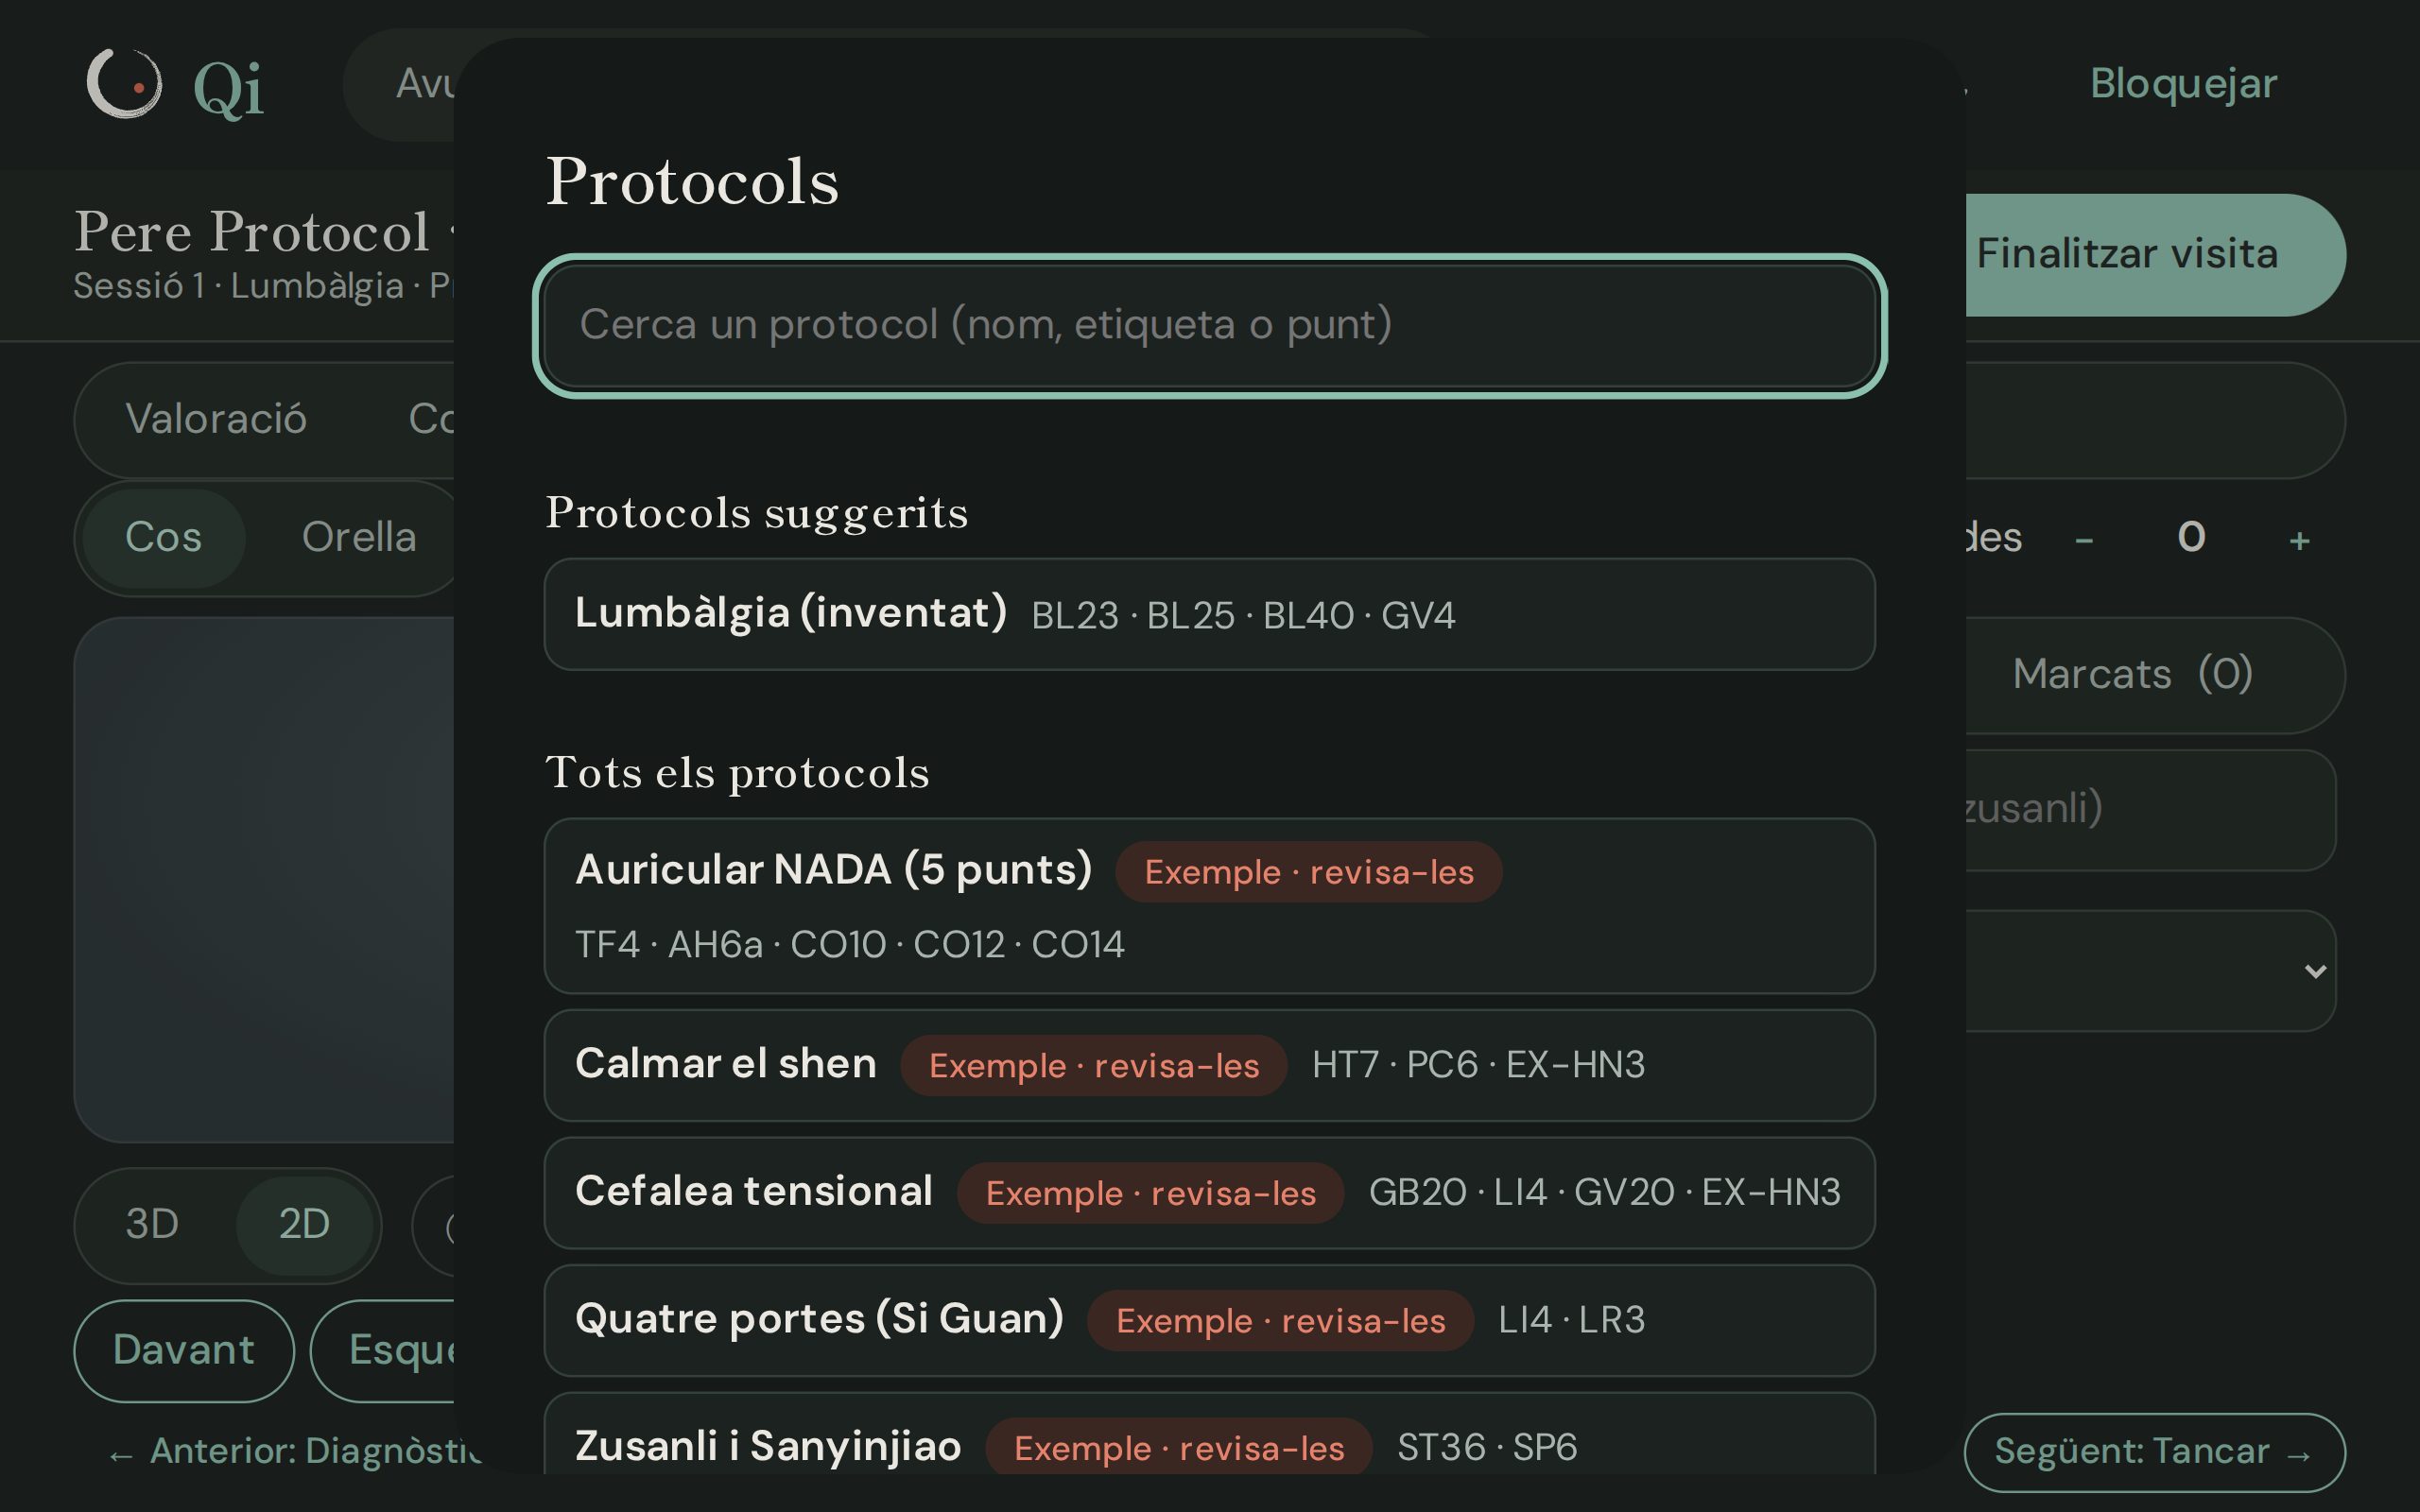 Qi
Bloquejar
Pere Protocol
Sessió 1 · Lumbàlgia
Finalitzar visita
Valoració
Cos
Orella
des - 0 +
Marcats (0)
zusanli)
3D
2D
Davant
← Anterior:
Següent: Tancar →
Protocols
Cerca un protocol (nom, etiqueta o punt)
Protocols suggerits
Lumbàlgia (inventat) BL23 · BL25 · BL40 · GV4
Tots els protocols
Auricular NADA (5 punts) Exemple · revisa-les
TF4 · AH6a · CO10 · CO12 · CO14
Calmar el shen Exemple · revisa-les HT7 · PC6 · EX-HN3
Cefalea tensional Exemple · revisa-les GB20 · LI4 · GV20 · EX-HN3
Quatre portes (Si Guan) Exemple · revisa-les LI4 · LR3
Zusanli i Sanyinjiao Exemple · revisa-les ST36 · SP6